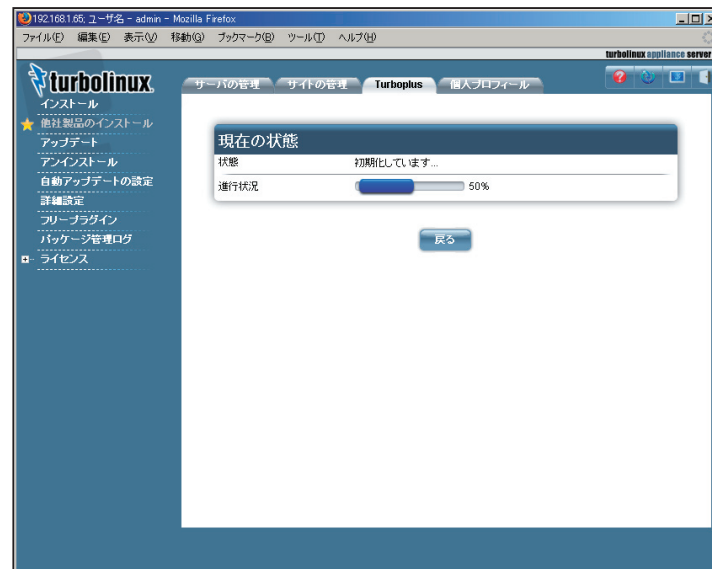 192.168.1.65: ユーザ名 - admin - Mozilla Firefox
ファイル(F) 編集(E) 表示(V) 移動(G) ブックマーク(B) ツール(T) ヘルプ(H)
turbolinux appliance server
turbolinux
サーバの管理 サイトの管理 Turboplus 個人プロフィール
インストール
他社製品のインストール
アップデート
アンインストール
自動アップデートの設定
詳細設定
フリープラグイン
パッケージ管理ログ
ライセンス
現在の状態
状態 初期化しています...
進行状況 50%
戻る